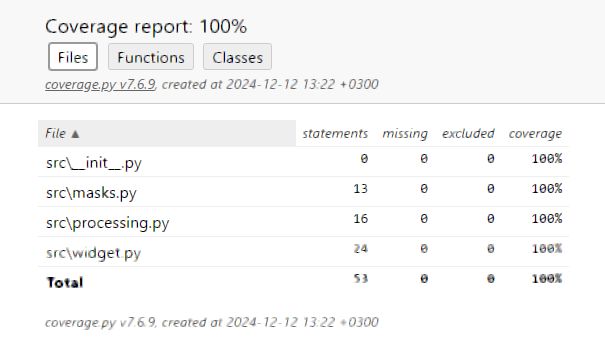 Coverage report: 100%
Files Functions Classes
coverage.py v7.6.9, created at 2024-12-12 13:22 +0300
File ▲ statements missing excluded coverage
src\__init__.py 0 0 0 100%
src\masks.py 13 0 0 100%
src\processing.py 16 0 0 100%
src\widget.py 24 0 0 100%
Total 53 0 0 100%
coverage.py v7.6.9, created at 2024-12-12 13:22 +0300